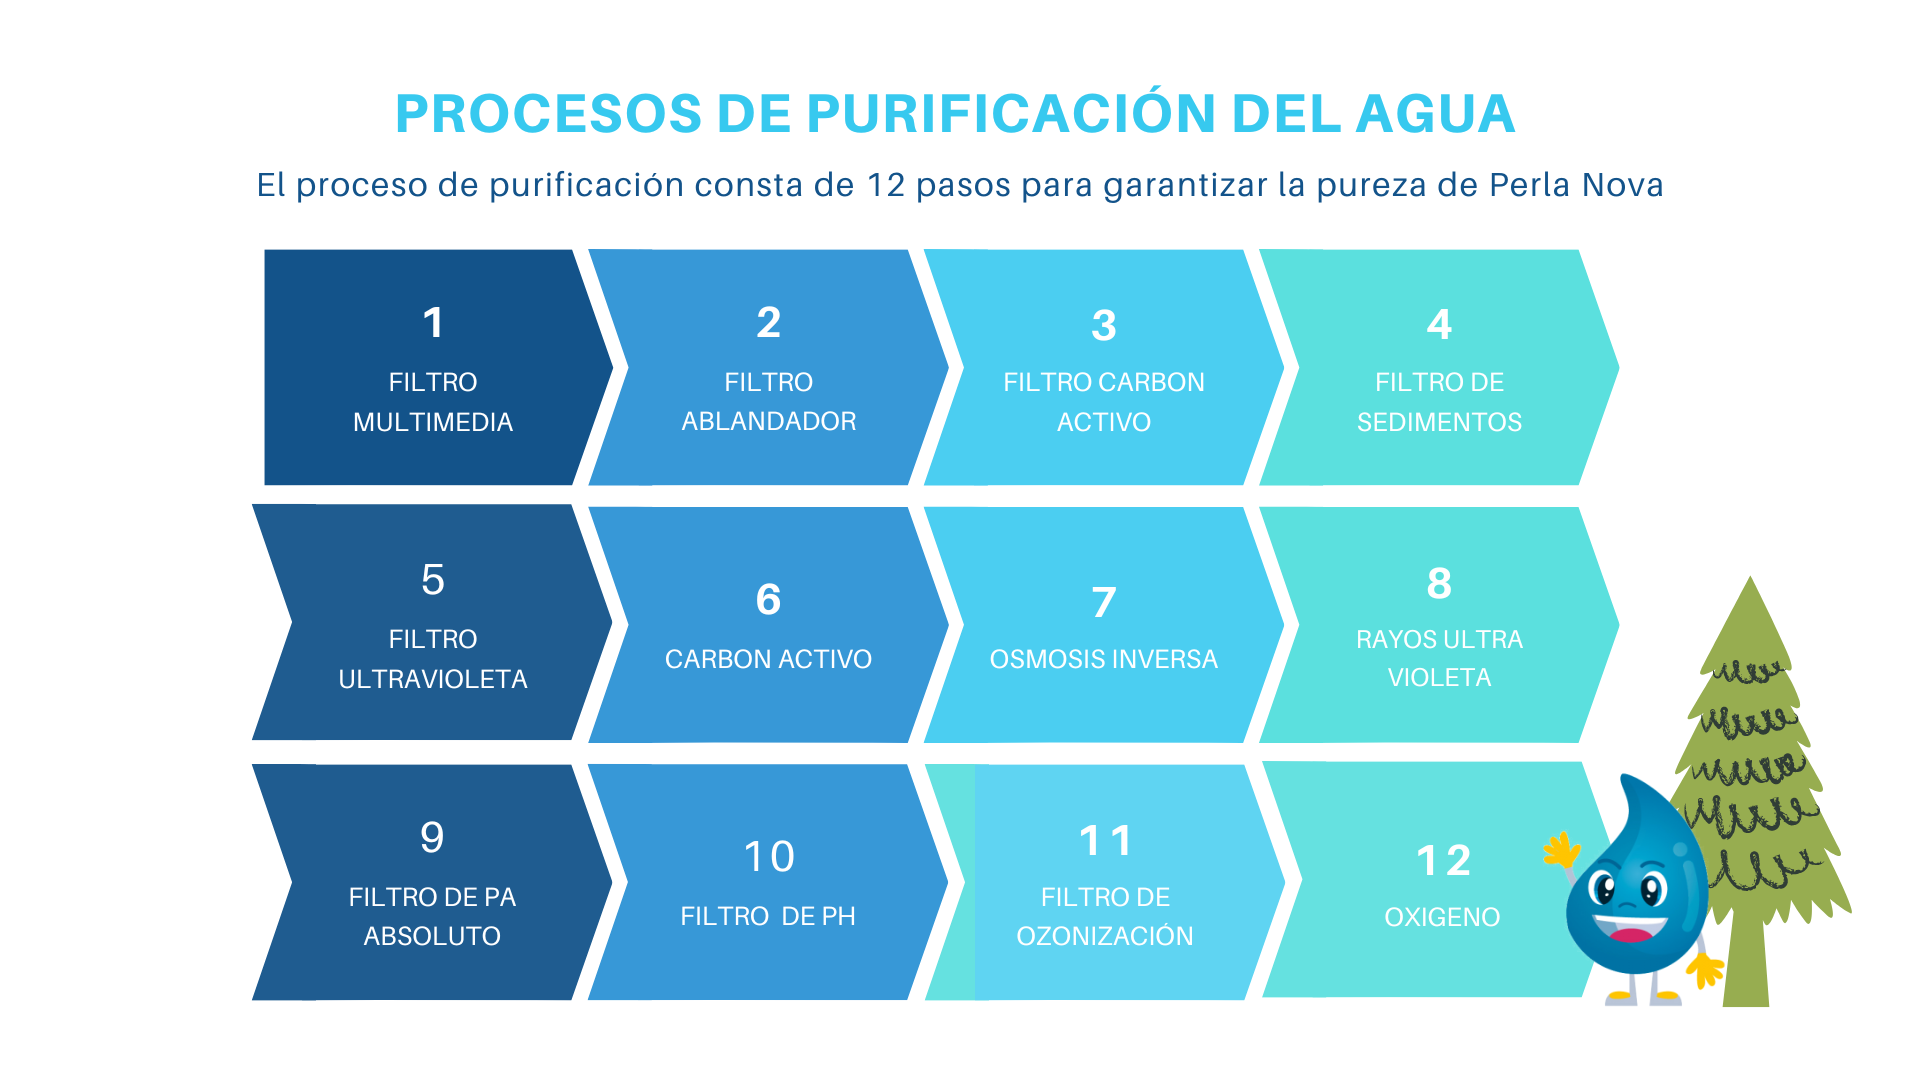 PROCESOS DE PURIFICACIÓN DEL AGUA
El proceso de purificación consta de 12 pasos para garantizar la pureza de Perla Nova
1
FILTRO
MULTIMEDIA
2
FILTRO
ABLANDADOR
3
FILTRO CARBON
ACTIVO
4
FILTRO DE
SEDIMENTOS
5
FILTRO
ULTRAVIOLETA
6
CARBON ACTIVO
7
OSMOSIS INVERSA
8
RAYOS ULTRA
VIOLETA
9
FILTRO DE PA
ABSOLUTO
10
FILTRO  DE PH
11
FILTRO DE
OZONIZACIÓN
12
OXIGENO